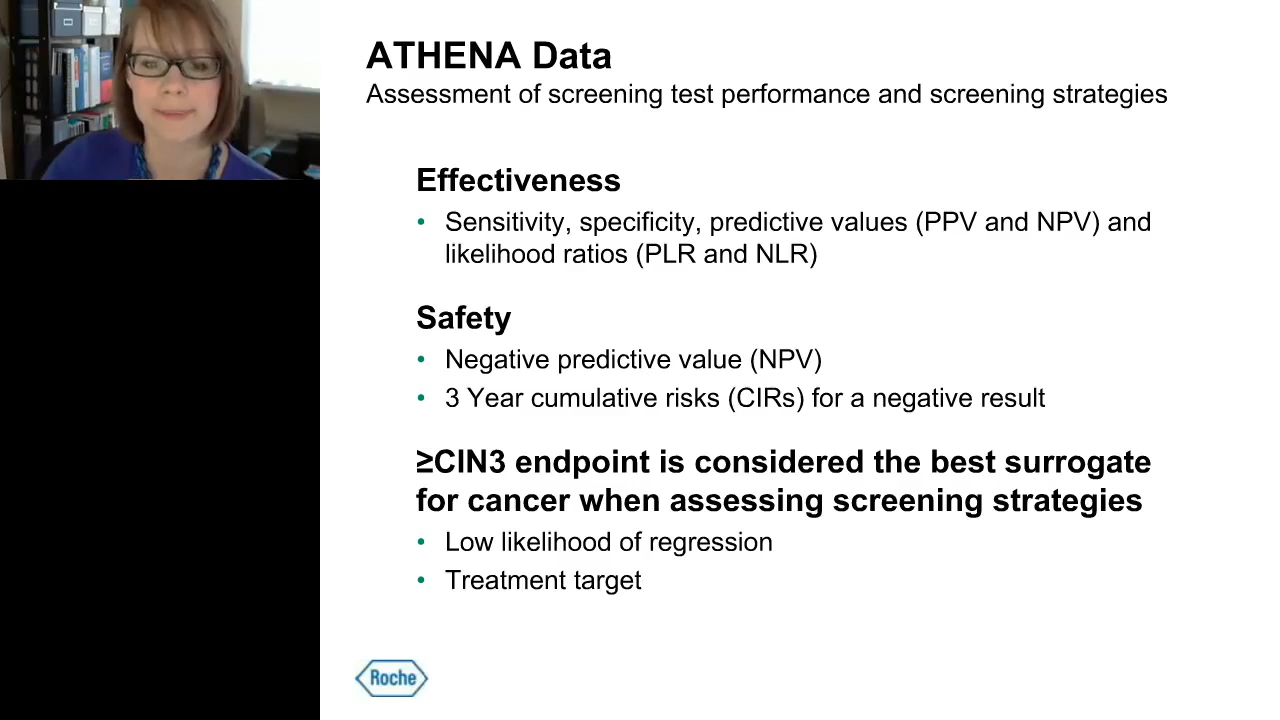 ATHENA Data
Assessment of screening test performance and screening strategies
Effectiveness
• Sensitivity, specificity, predictive values (PPV and NPV) and
likelihood ratios (PLR and NLR)
Safety
• Negative predictive value (NPV)
• 3 Year cumulative risks (CIRs) for a negative result
≥CIN3 endpoint is considered the best surrogate
for cancer when assessing screening strategies
• Low likelihood of regression
• Treatment target
Roche